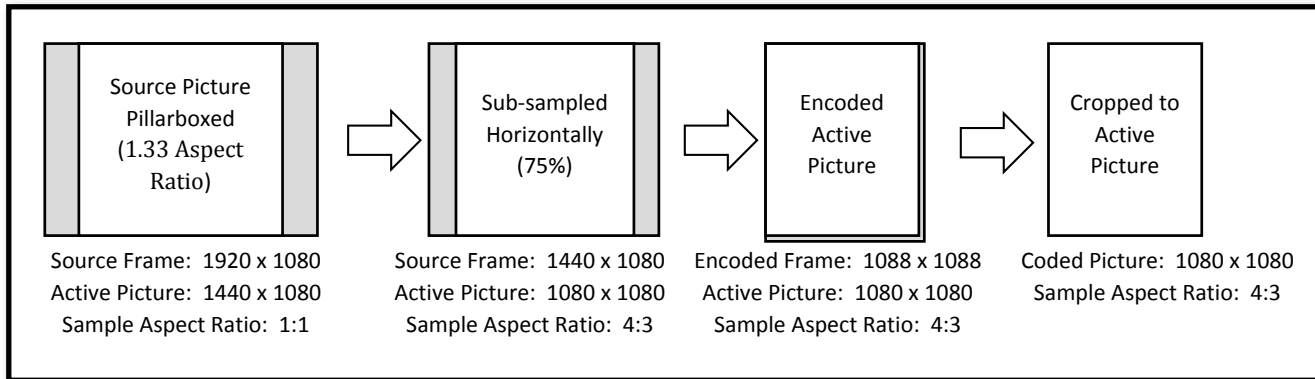 Source Picture
Pillarboxed
(1.33 Aspect
Ratio)
Sub-sampled
Horizontally
(75%)
Encoded
Active
Picture
Cropped to
Active
Picture
Source Frame: 1920 x 1080
Active Picture: 1440 x 1080
Sample Aspect Ratio: 1:1
Source Frame: 1440 x 1080
Active Picture: 1080 x 1080
Sample Aspect Ratio: 4:3
Encoded Frame: 1088 x 1088
Active Picture: 1080 x 1080
Sample Aspect Ratio: 4:3
Coded Picture: 1080 x 1080
Sample Aspect Ratio: 4:3